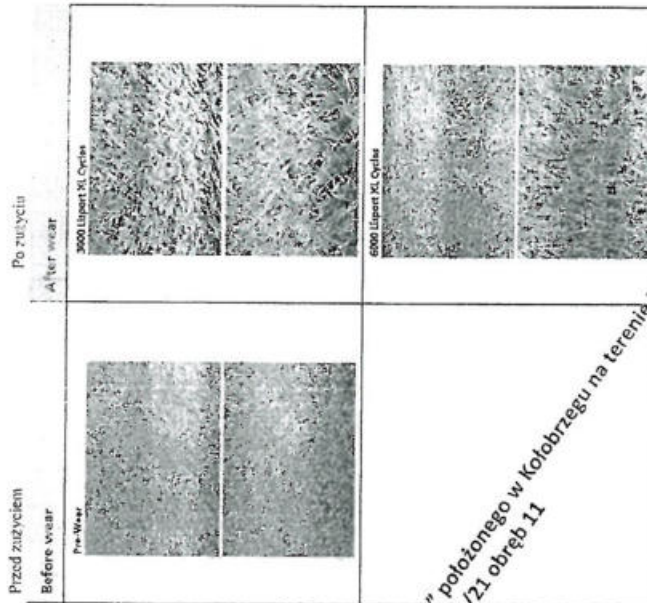 Przed zużyciem
Before wear
Po zużyciu
After wear
Pre-Wear
3000 Lisport XL Cycles
6000 Lisport XL Cycles
” położonego w Kołobrzegu na terenie
/21 obręb 11